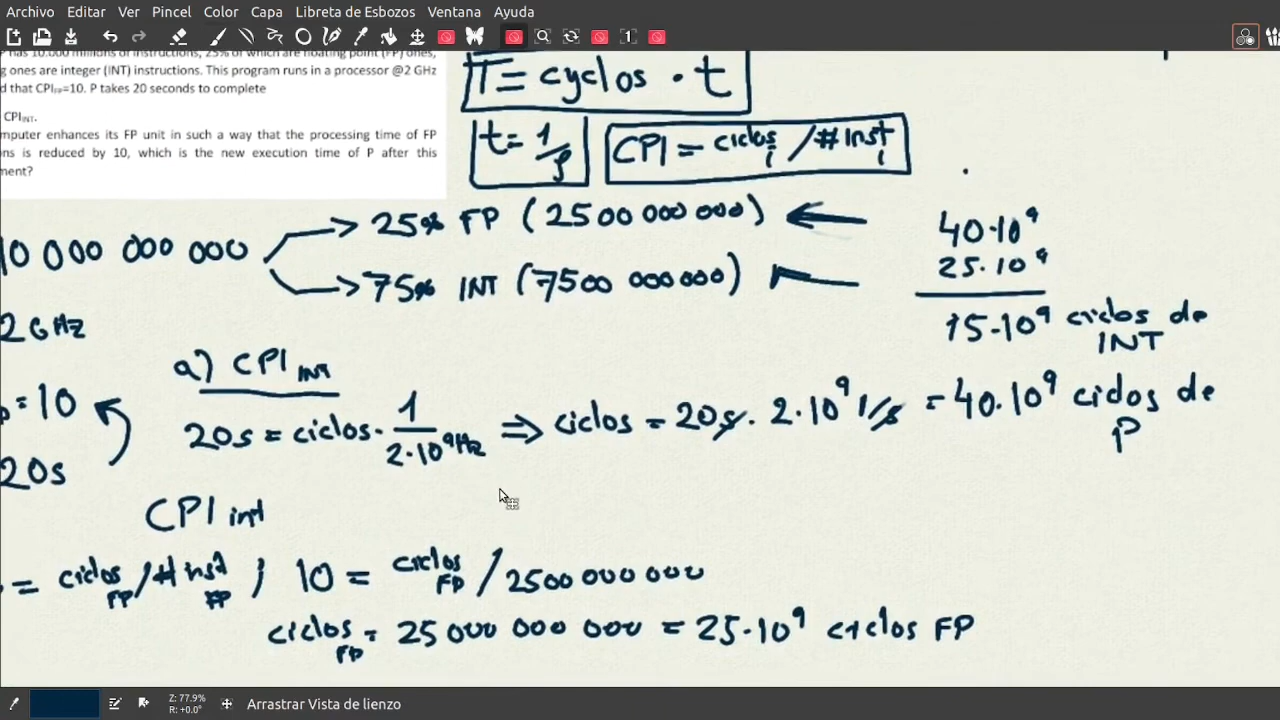 Archivo Editar Ver Pincel Color Capa Libreta de Esbozos Ventana Ayuda
P has 10.000 millions of instructions, 25% of which are floating point (FP) ones,
g ones are integer (INT) instructions. This program runs in a processor @2 GHz
d that CPIFP=10. P takes 20 seconds to complete
CPIINT.
mputer enhances its FP unit in such a way that the processing time of FP
ns is reduced by 10, which is the new execution time of P after this
ment?
T = cyclos · t
t = 1/f
CPI = ciclos i / #Inst i
10 000 000 000
25% FP (2500 000 000)
75% INT (7500 000 000)
40·10⁹
25·10⁹
15·10⁹ ciclos de INT
2 GHz
= 10
20s
a) CPI INT
20s = ciclos · 1/2·10⁹Hz ⇒ ciclos = 20s · 2·10⁹ 1/s = 40·10⁹ ciclos de P
CPI int
= ciclos FP / # inst FP ; 10 = ciclos FP / 2500 000 000
ciclos FP = 25 000 000 000 = 25·10⁹ ciclos FP
Z: 77.9%
R: +0.0°
Arrastrar Vista de lienzo